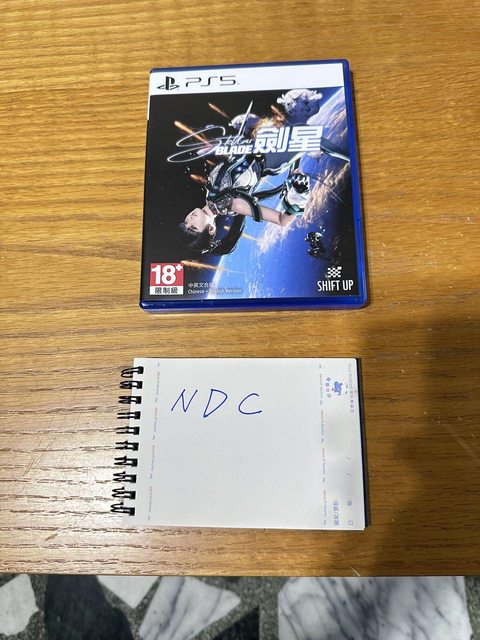 PS5
Stellar
BLADE 劍星
18+
限制級
中英文合版
Chinese • English Version
SHIFT UP
NDC